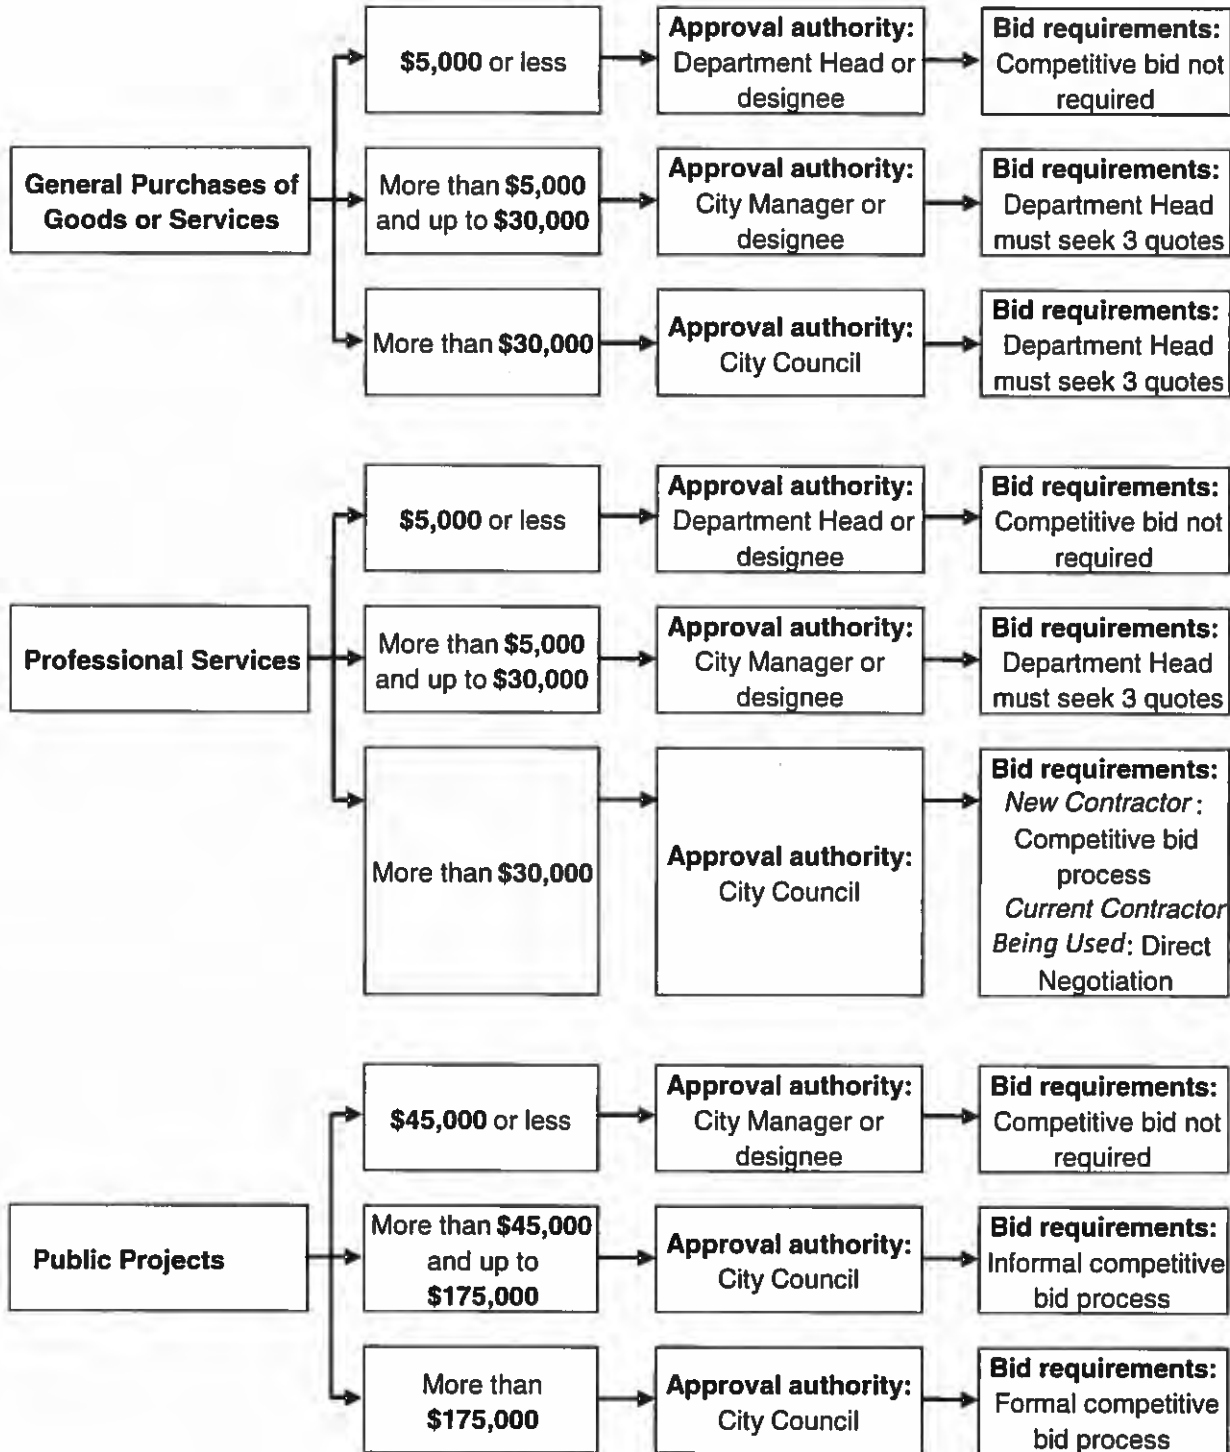 $5,000 or less
Approval authority:
Department Head or
designee
Bid requirements:
Competitive bid not
required
General Purchases of
Goods or Services
More than $5,000
and up to $30,000
Approval authority:
City Manager or
designee
Bid requirements:
Department Head
must seek 3 quotes
More than $30,000
Approval authority:
City Council
Bid requirements:
Department Head
must seek 3 quotes
$5,000 or less
Approval authority:
Department Head or
designee
Bid requirements:
Competitive bid not
required
Professional Services
More than $5,000
and up to $30,000
Approval authority:
City Manager or
designee
Bid requirements:
Department Head
must seek 3 quotes
More than $30,000
Approval authority:
City Council
Bid requirements:
New Contractor:
Competitive bid
process
Current Contractor
Being Used: Direct
Negotiation
$45,000 or less
Approval authority:
City Manager or
designee
Bid requirements:
Competitive bid not
required
Public Projects
More than $45,000
and up to
$175,000
Approval authority:
City Council
Bid requirements:
Informal competitive
bid process
More than
$175,000
Approval authority:
City Council
Bid requirements:
Formal competitive
bid process